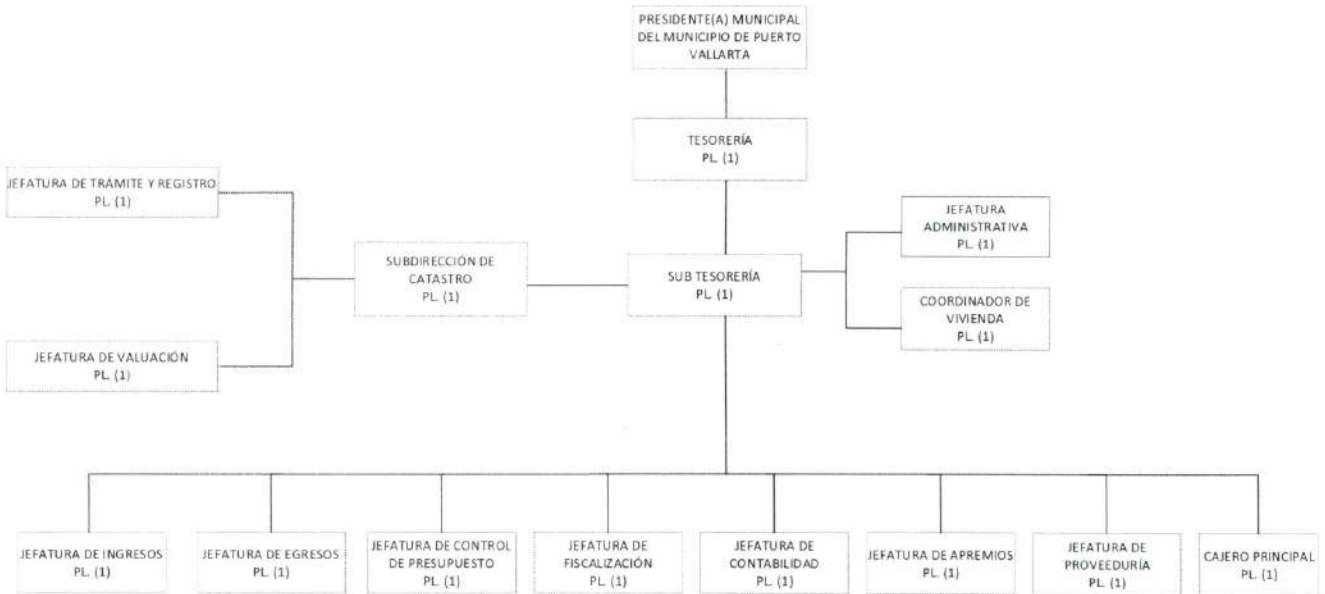 PRESIDENTE(A) MUNICIPAL
DEL MUNICIPIO DE PUERTO
VALLARTA
TESORERÍA
PL. (1)
JEFATURA DE TRÁMITE Y REGISTRO
PL. (1)
JEFATURA
ADMINISTRATIVA
PL. (1)
SUBDIRECCIÓN DE
CATASTRO
PL. (1)
SUB TESORERÍA
PL. (1)
COORDINADOR DE
VIVIENDA
PL. (1)
JEFATURA DE VALUACIÓN
PL. (1)
JEFATURA DE INGRESOS
PL. (1)
JEFATURA DE EGRESOS
PL. (1)
JEFATURA DE CONTROL
DE PRESUPUESTO
PL. (1)
JEFATURA DE
FISCALIZACIÓN
PL. (1)
JEFATURA DE
CONTABILIDAD
PL. (1)
JEFATURA DE APREMIOS
PL. (1)
JEFATURA DE
PROVEEDURÍA
PL. (1)
CAJERO PRINCIPAL
PL. (1)